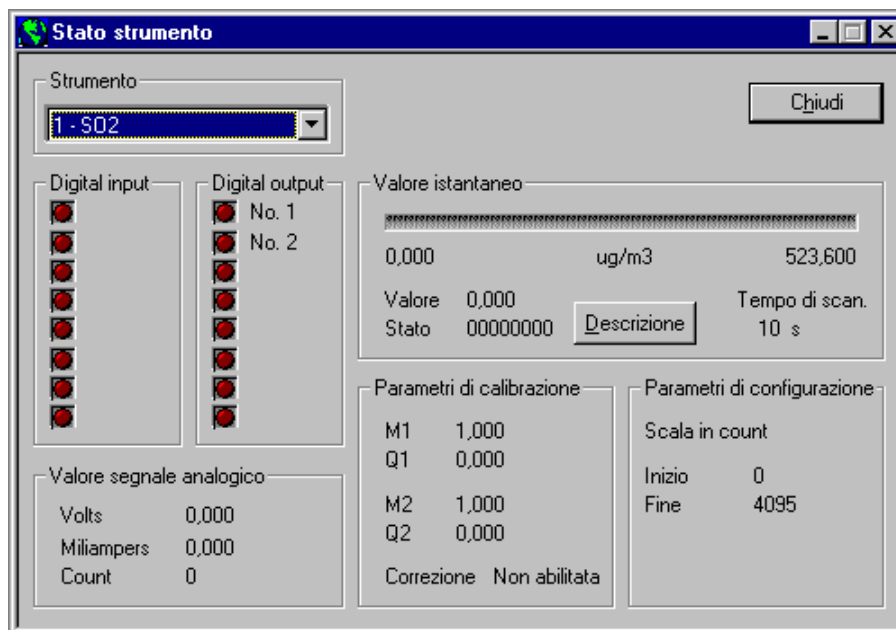 Stato strumento
Strumento
1 - SO2
Chiudi
Digital input
Digital output
No. 1
No. 2
Valore istantaneo
0,000 ug/m3 523,600
Valore 0,000
Stato 00000000
Descrizione
Tempo di scan.
10 s
Valore segnale analogico
Volts 0,000
Miliampers 0,000
Count 0
Parametri di calibrazione
M1 1,000
Q1 0,000
M2 1,000
Q2 0,000
Correzione Non abilitata
Parametri di configurazione
Scala in count
Inizio 0
Fine 4095